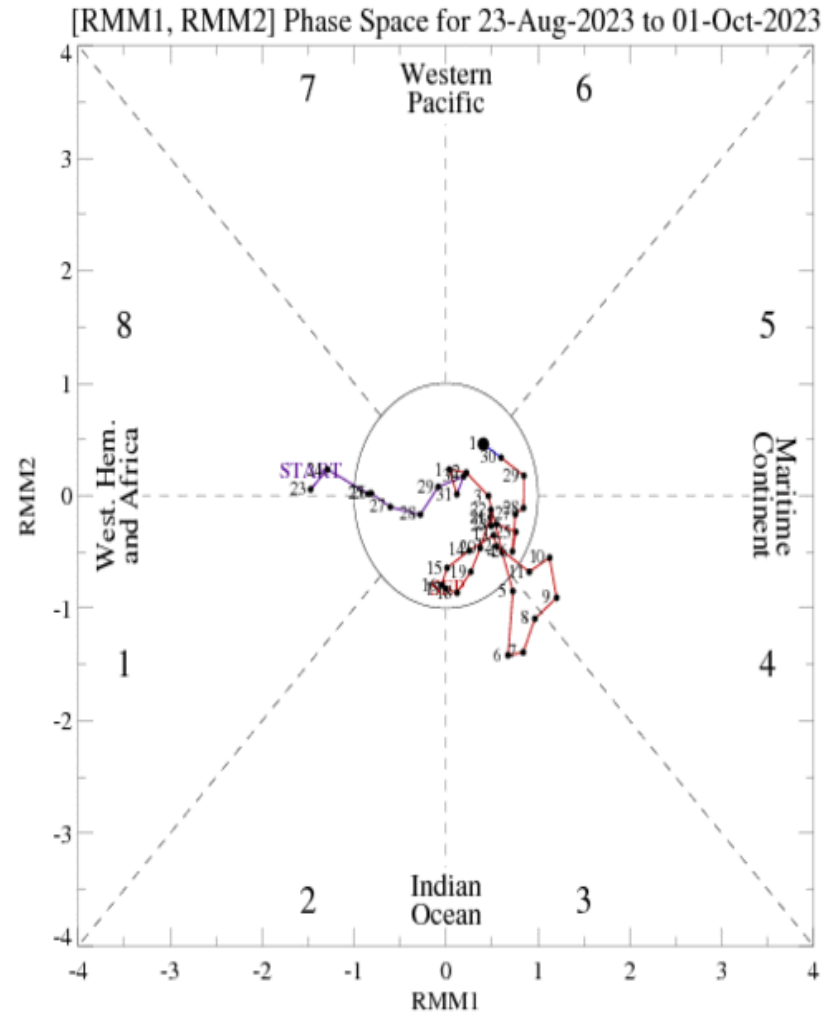 [RMM1, RMM2] Phase Space for 23-Aug-2023 to 01-Oct-2023
4
7
Western
Pacific
6
3
2
8
5
1
1
30
29
START
23
29
31
27
28
0
RMM2
West. Hem.
and Africa
Maritime
Continent
14
15
19
10
11
9
5
8
6
7
-1
1
4
-2
-3
2
Indian
Ocean
3
-4
-4 -3 -2 -1 0 1 2 3 4
RMM1